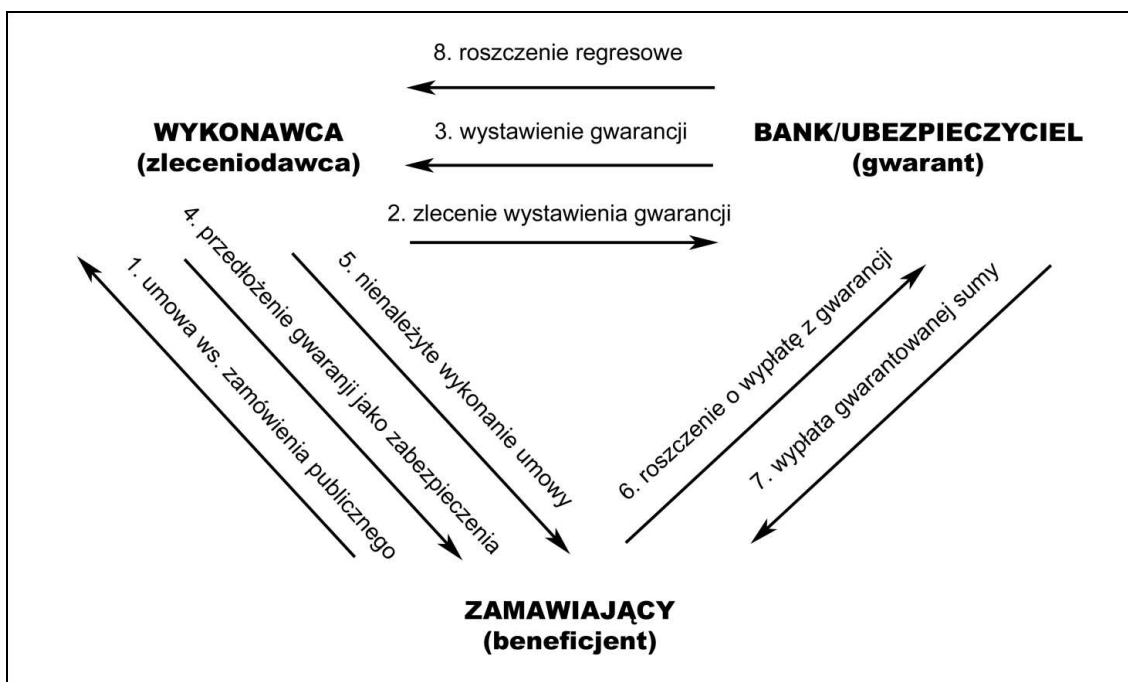 8. roszczenie regresowe
WYKONAWCA
(zleceniodawca)
3. wystawienie gwarancji
BANK/UBEZPIECZYCIEL
(gwarant)
2. zlecenie wystawienia gwarancji
1. umowa ws. zamówienia publicznego
4. przedłożenie gwaranji jako zabezpieczenia
5. nienależyte wykonanie umowy
6. roszczenie o wypłatę z gwarancji
7. wypłata gwarantowanej sumy
ZAMAWIAJĄCY
(beneficjent)